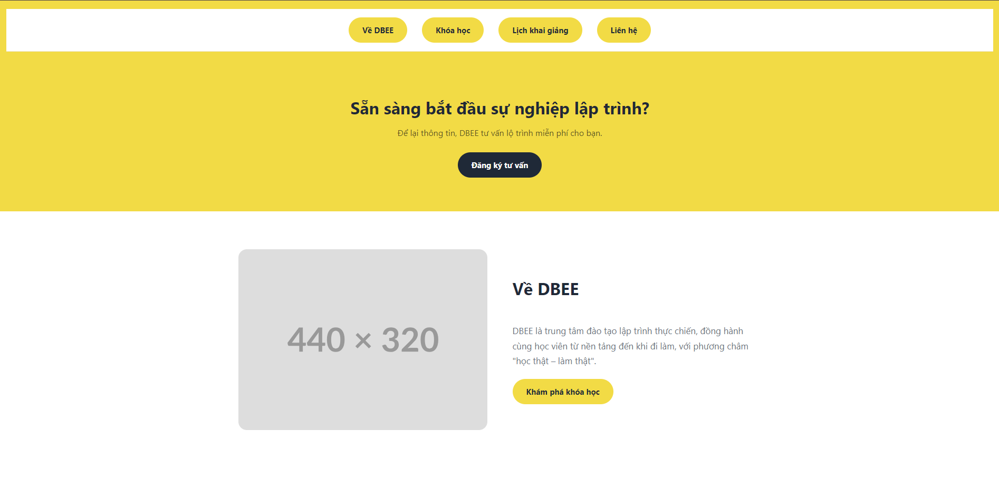 Về DBEE
Khóa học
Lịch khai giảng
Liên hệ
Sẵn sàng bắt đầu sự nghiệp lập trình?
Để lại thông tin, DBEE tư vấn lộ trình miễn phí cho bạn.
Đăng ký tư vấn
440 × 320
Về DBEE
DBEE là trung tâm đào tạo lập trình thực chiến, đồng hành
cùng học viên từ nền tảng đến khi đi làm, với phương châm
"học thật – làm thật".
Khám phá khóa học